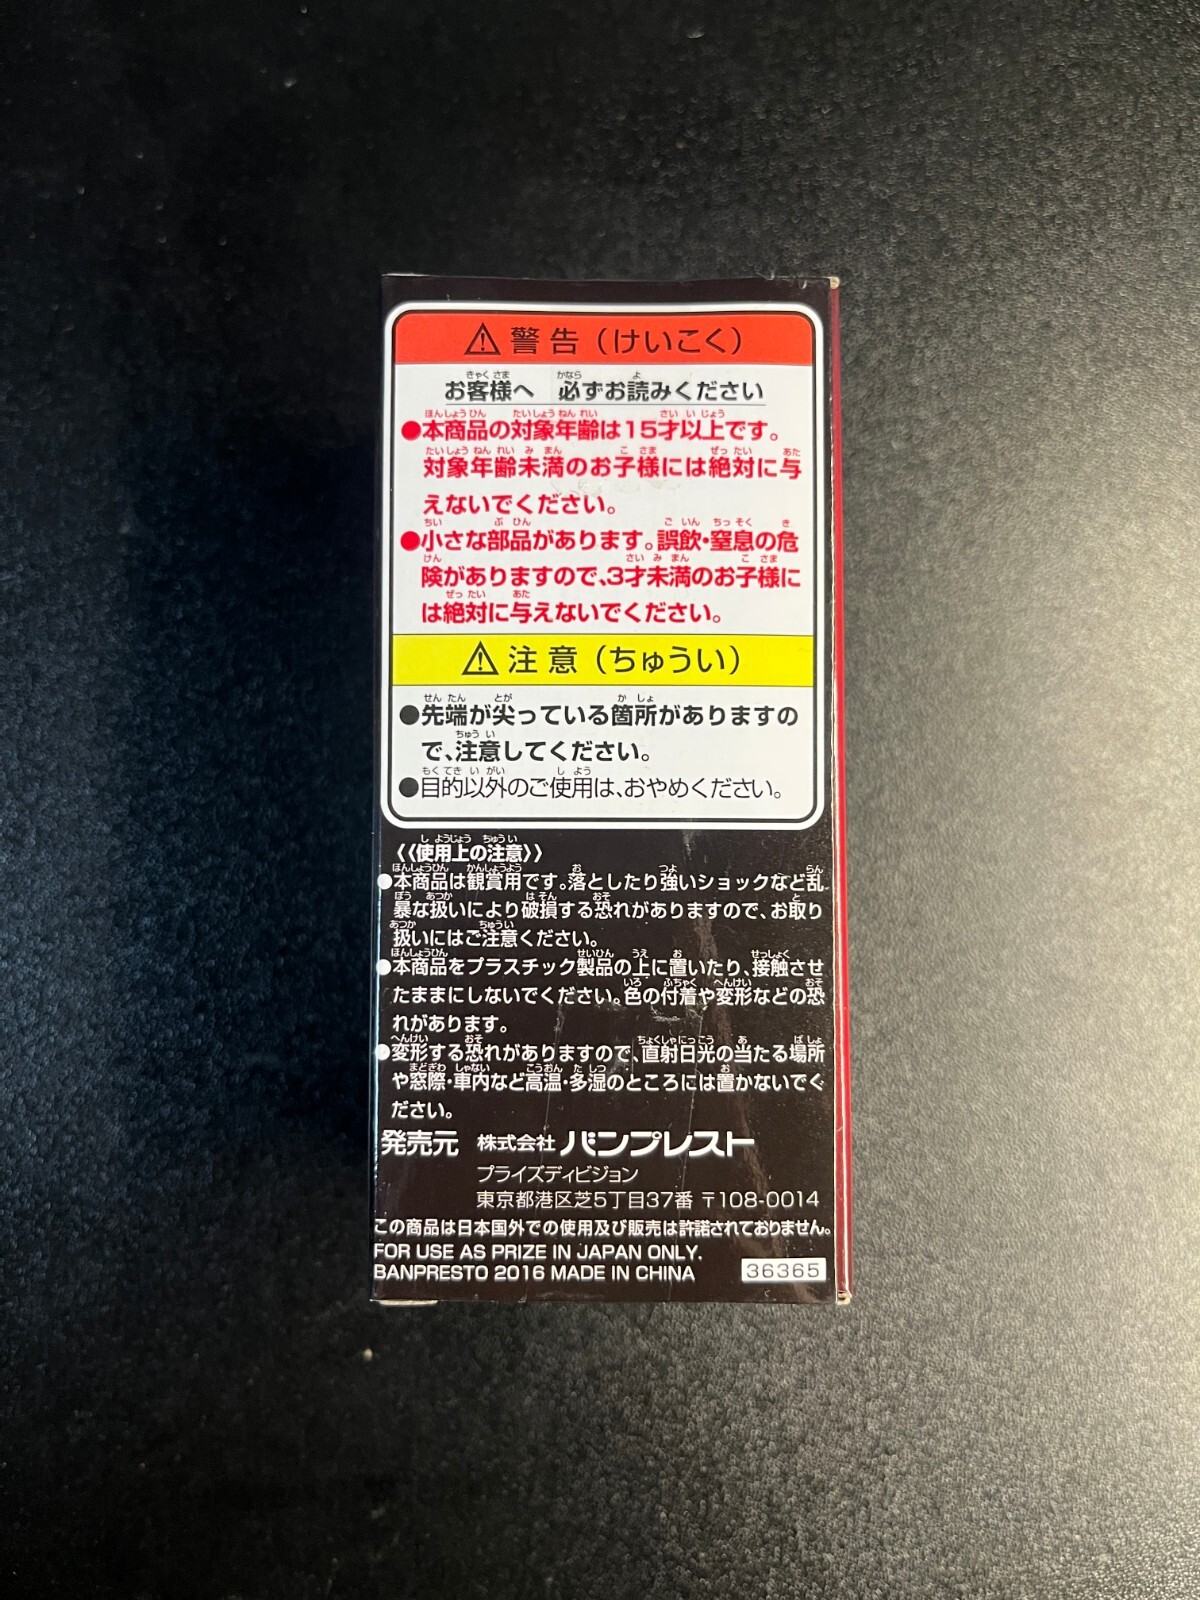 ⚠ 警告（けいこく）
お客様へ　必ずお読みください
●本商品の対象年齢は15才以上です。
対象年齢未満のお子様には絶対に与
えないでください。
●小さな部品があります。誤飲・窒息の危
険がありますので、3才未満のお子様に
は絶対に与えないでください。
⚠ 注意（ちゅうい）
●先端が尖っている箇所がありますの
で、注意してください。
●目的以外のご使用は、おやめください。
《使用上の注意》
●本商品は観賞用です。落としたり強いショックなど乱
暴な扱いにより破損する恐れがありますので、お取り
扱いにはご注意ください。
●本商品をプラスチック製品の上に置いたり、接触させ
たままにしないでください。色の付着や変形などの恐
れがあります。
●変形する恐れがありますので、直射日光の当たる場所
や窓際・車内など高温・多湿のところには置かないでく
ださい。
発売元　株式会社 バンプレスト
プライズディビジョン
東京都港区芝5丁目37番 〒108-0014
この商品は日本国外での使用及び販売は許諾されておりません。
FOR USE AS PRIZE IN JAPAN ONLY.
BANPRESTO 2016 MADE IN CHINA 36365